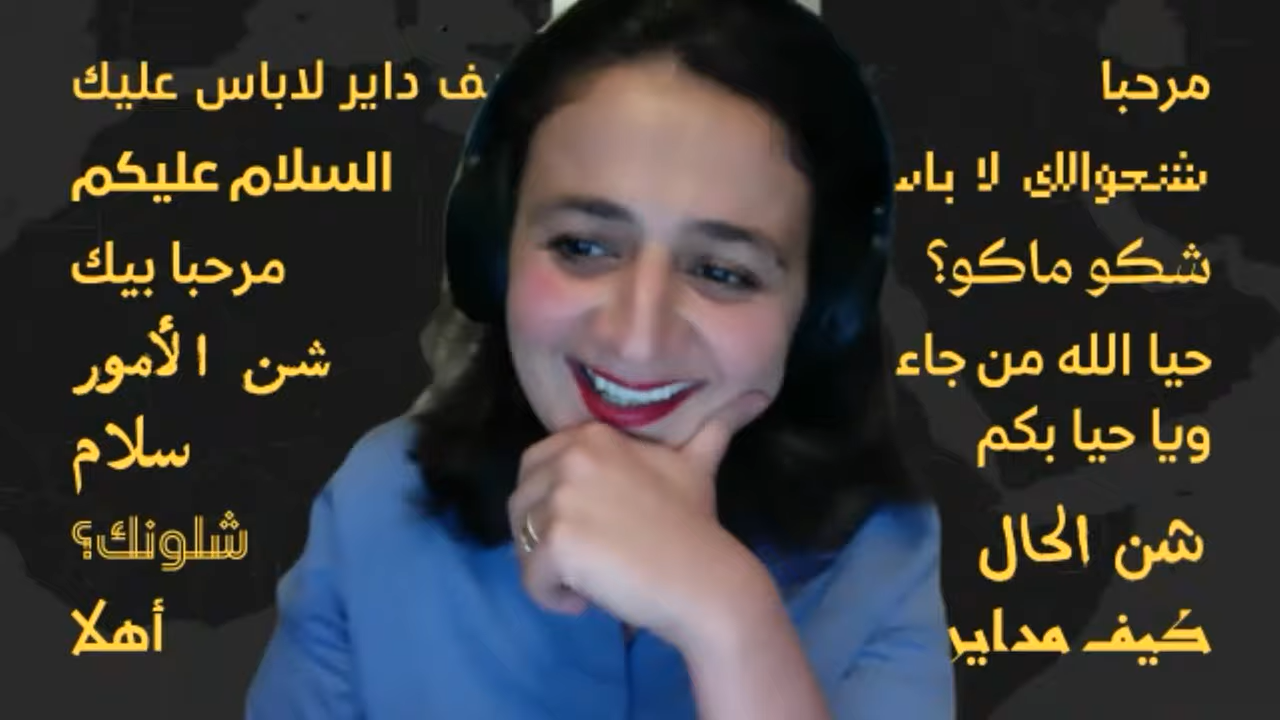 مرحبا
شنحوالك لا باس
شكو ماكو؟
حيا الله من جاء
ويا حيا بكم
شن الحال
كيف مداير
داير لاباس عليك
السلام عليكم
مرحبا بيك
شن الأمور
سلام
شلونك؟
أهلا